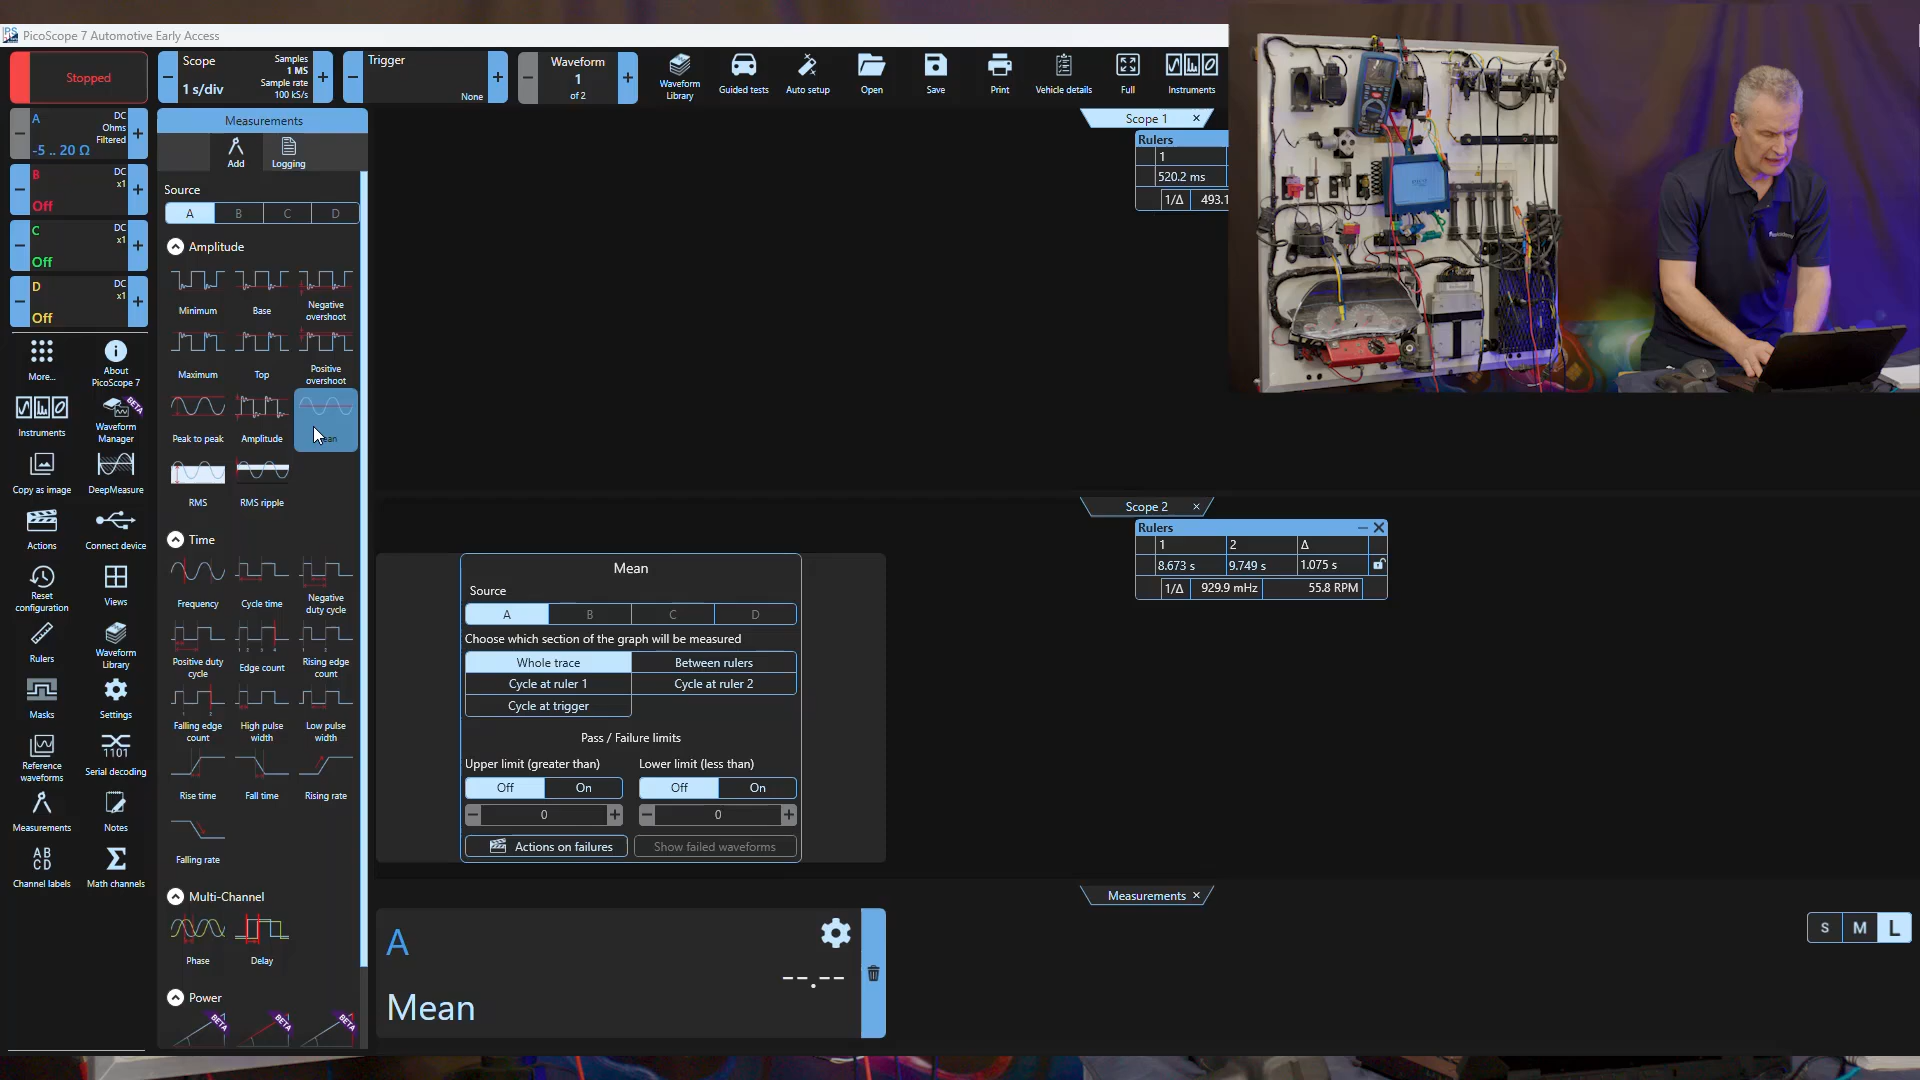 PicoScope 7 Automotive Early Access
Stopped
Scope
1 s/div
Samples
1 MS
Sample rate
100 kS/s
Trigger
None
Waveform
1
of 2
Waveform
Library
Guided tests
Auto setup
Open
Save
Print
Vehicle details
Full
Instruments
A
DC
Ohms
Filtered
-5 .. 20 Ω
B
DC
x1
Off
C
DC
x1
Off
D
DC
x1
Off
More...
About
PicoScope 7
Instruments
Waveform
Manager
BETA
Copy as image
DeepMeasure
Actions
Connect device
Reset
configuration
Views
Rulers
Waveform
Library
Masks
Settings
Reference
waveforms
1101
Serial decoding
Measurements
Notes
AB
CD
Channel labels
Math channels
Measurements
Add
Logging
Source
A B C D
Amplitude
Minimum
Base
Negative
overshoot
Maximum
Top
Positive
overshoot
Peak to peak
Amplitude
RMS
RMS ripple
Time
Frequency
Cycle time
Negative
duty cycle
Positive duty
cycle
Edge count
Rising edge
count
Falling edge
count
High pulse
width
Low pulse
width
Rise time
Fall time
Rising rate
Falling rate
Multi-Channel
Phase
Delay
Power
BETA
BETA
BETA
Scope 1 ×
Rulers
1
520.2 ms
1/Δ 493.1
Scope 2 ×
Rulers
1 2 Δ
8.673 s 9.749 s 1.075 s
1/Δ 929.9 mHz 55.8 RPM
Mean
Source
A B C D
Choose which section of the graph will be measured
Whole trace Between rulers
Cycle at ruler 1 Cycle at ruler 2
Cycle at trigger
Pass / Failure limits
Upper limit (greater than) Lower limit (less than)
Off On Off On
0 0
Actions on failures Show failed waveforms
Measurements ×
A
--.--
Mean
S M L